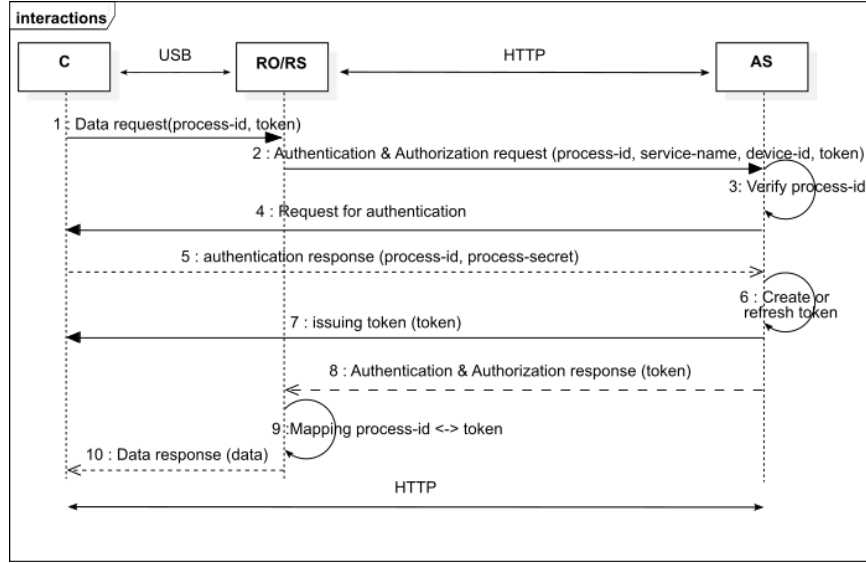 interactions
C
USB
RO/RS
HTTP
AS
1 : Data request(process-id, token)
2 : Authentication & Authorization request (process-id, service-name, device-id, token)
3: Verify process-id
4 : Request for authentication
5 : authentication response (process-id, process-secret)
6 : Create or
refresh token
7 : issuing token (token)
8 : Authentication & Authorization response (token)
9 :Mapping process-id <-> token
10 : Data response (data)
HTTP